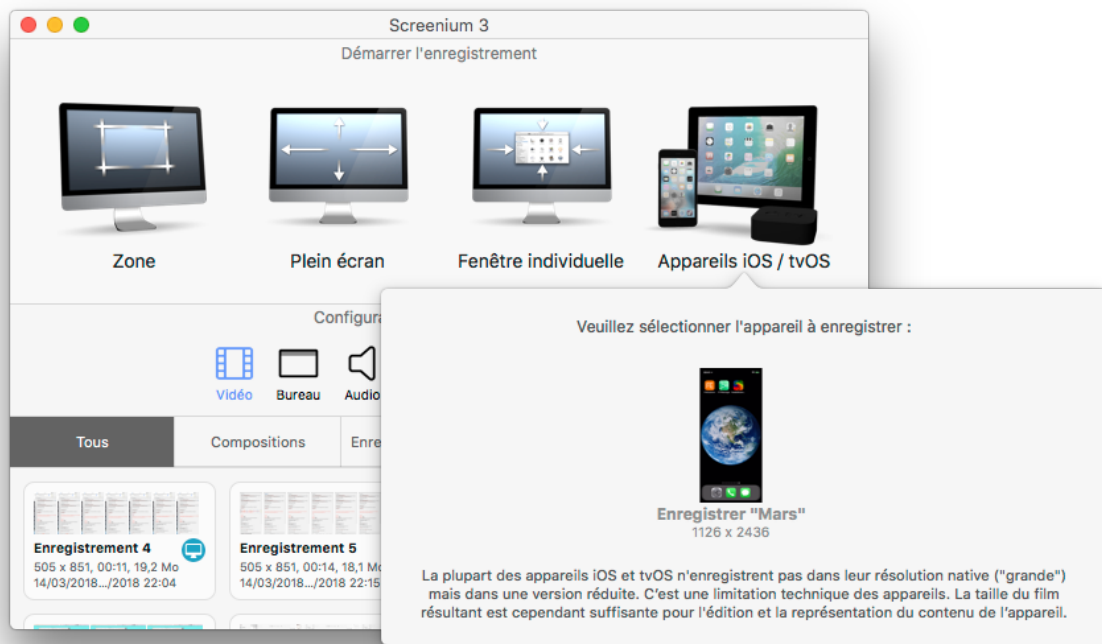 Screenium 3
Démarrer l'enregistrement
Zone
Plein écran
Fenêtre individuelle
Appareils iOS / tvOS
Configura
Vidéo
Bureau
Audio
Tous
Compositions
Enre
Enregistrement 4
505 x 851, 00:11, 19,2 Mo
14/03/2018.../2018 22:04
Enregistrement 5
505 x 851, 00:14, 18,1 Mo
14/03/2018.../2018 22:15
Veuillez sélectionner l'appareil à enregistrer :
Enregistrer "Mars"
1126 x 2436
La plupart des appareils iOS et tvOS n'enregistrent pas dans leur résolution native ("grande")
mais dans une version réduite. C'est une limitation technique des appareils. La taille du film
résultant est cependant suffisante pour l'édition et la représentation du contenu de l'appareil.